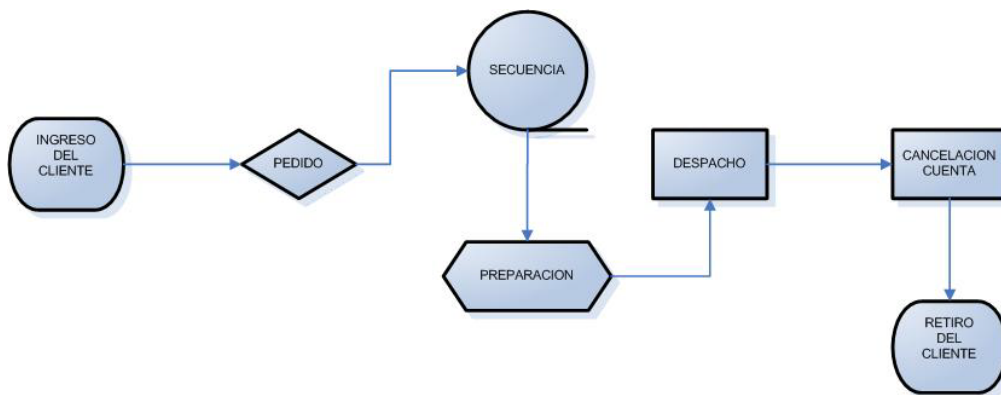 INGRESO
DEL
CLIENTE
PEDIDO
SECUENCIA
PREPARACION
DESPACHO
CANCELACION
CUENTA
RETIRO
DEL
CLIENTE